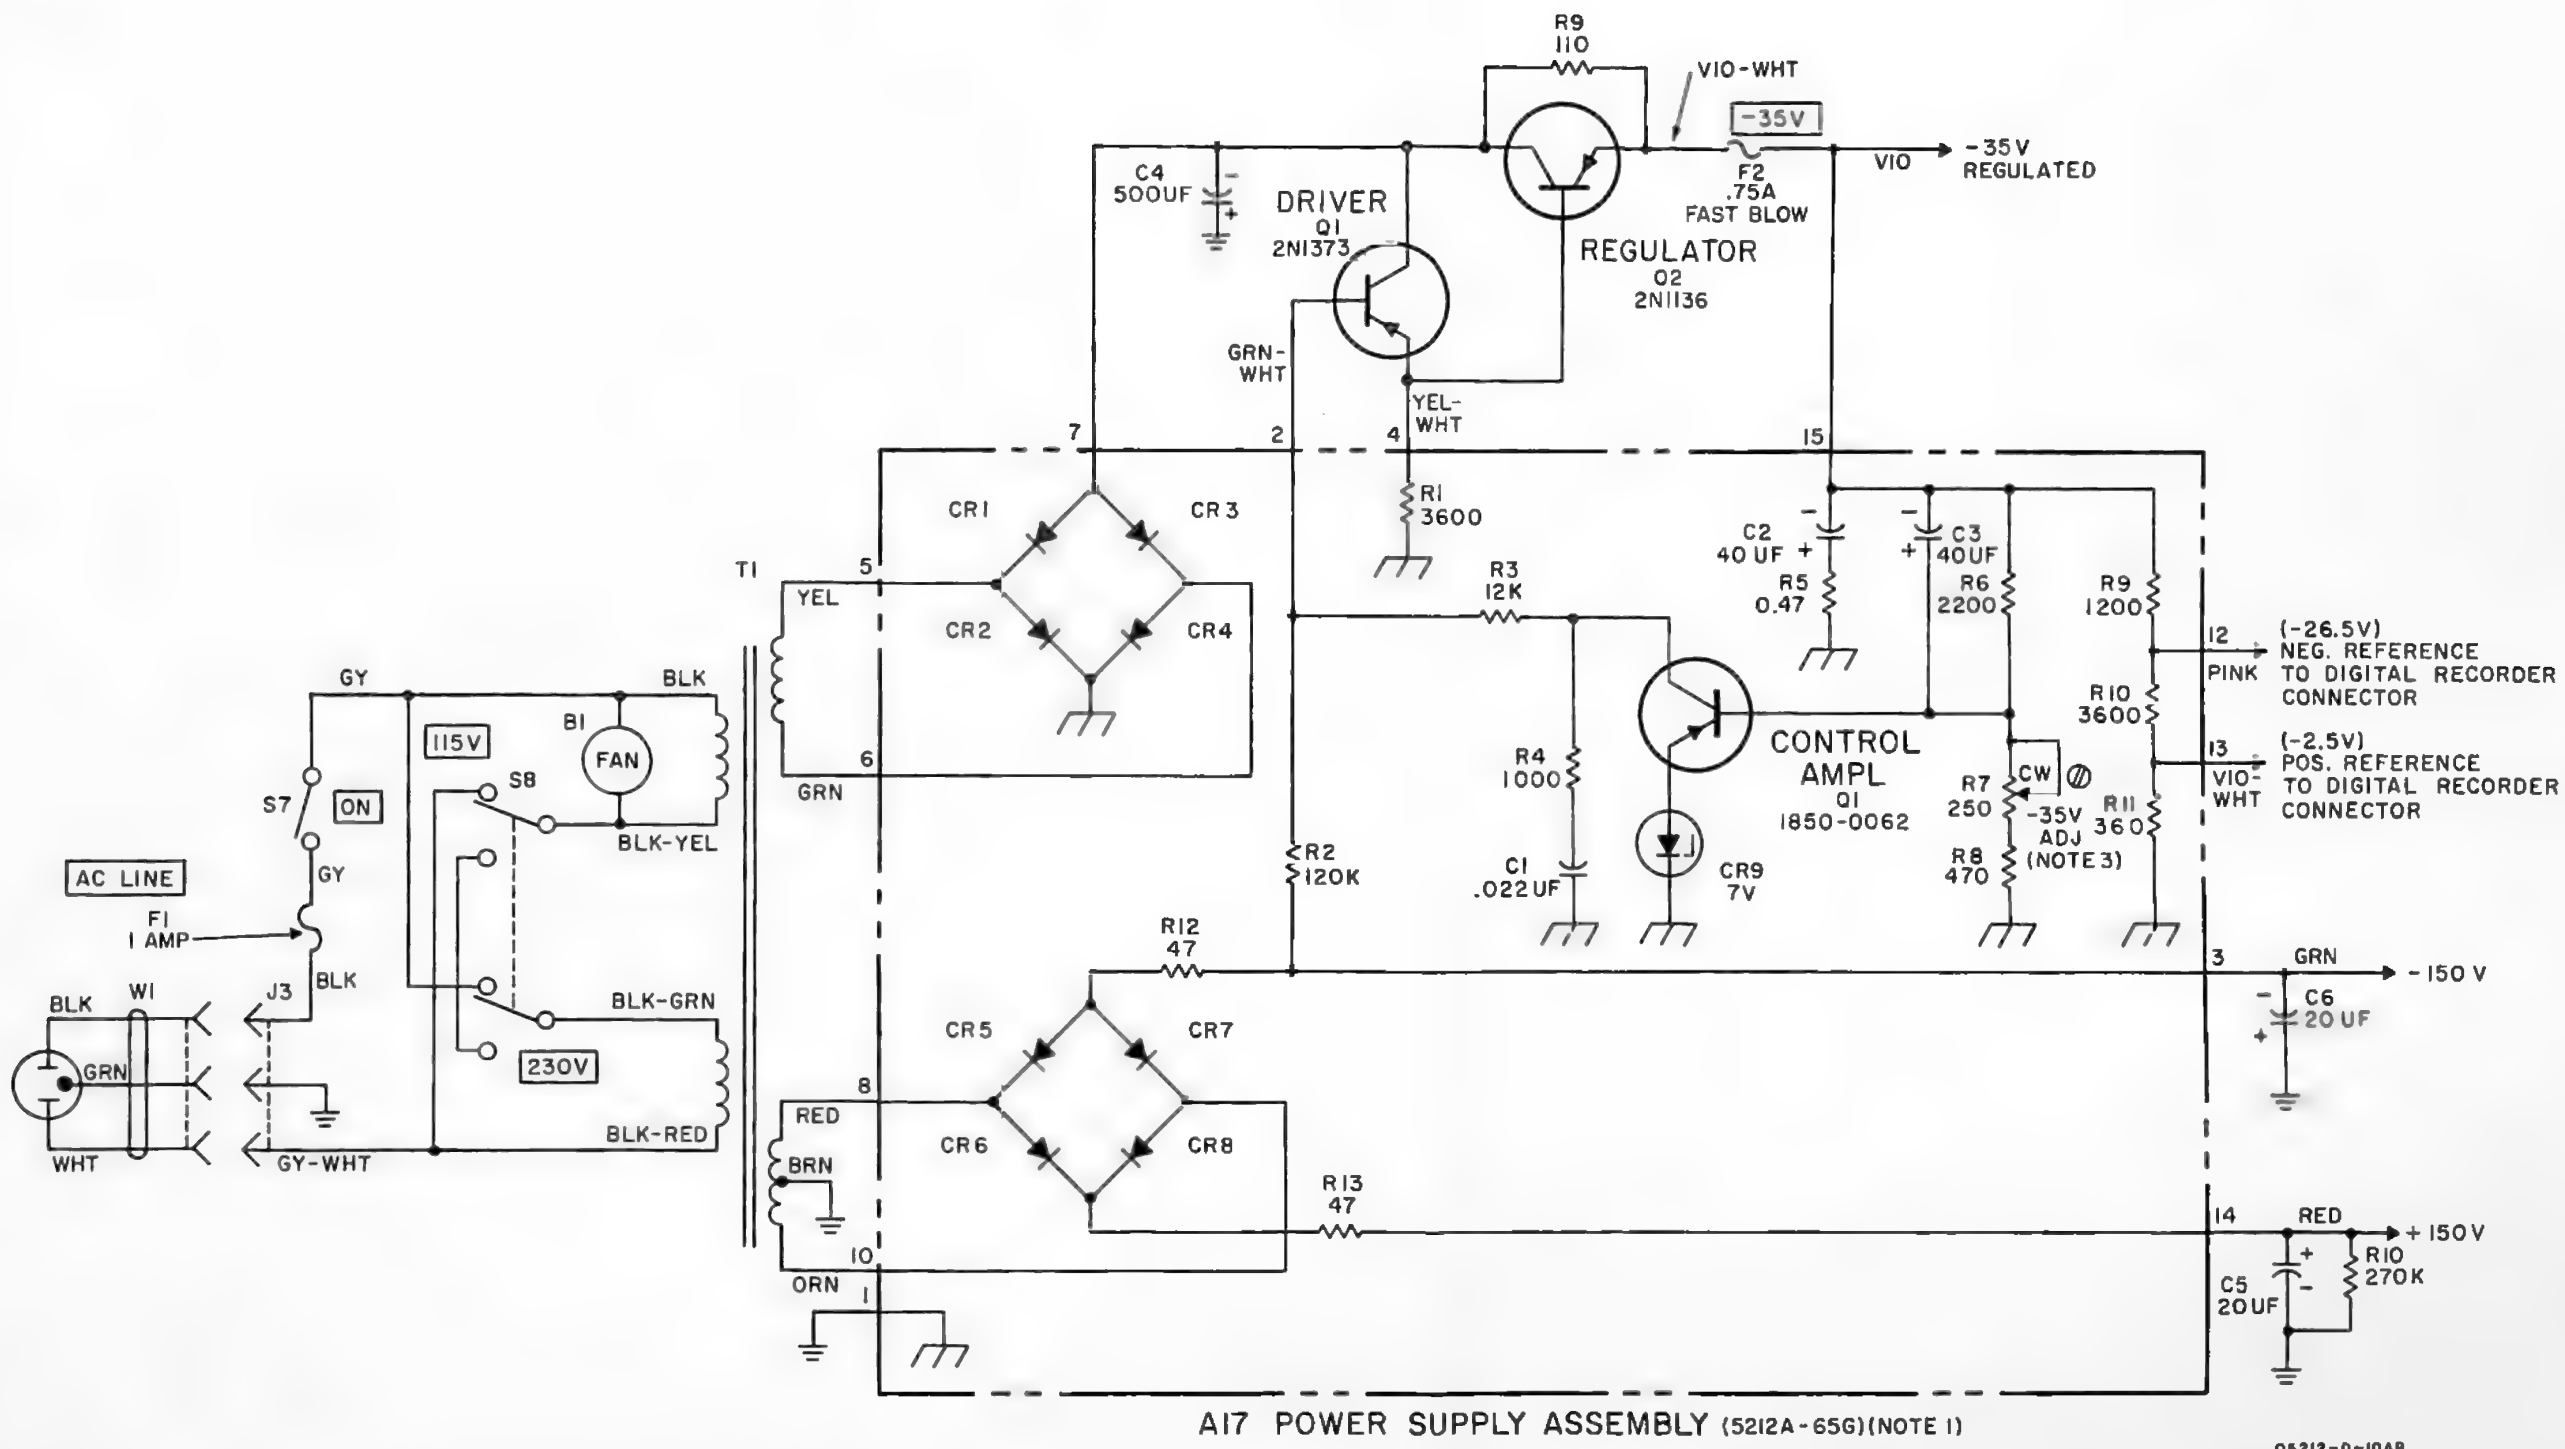 R9
110
VIO-WHT
-35V
C4
500UF
DRIVER
Q1
2N1373
F2
.75A
FAST BLOW
VIO
-35V
REGULATED
REGULATOR
Q2
2N1136
GRN-
WHT
YEL-
WHT
7
2
4
15
CR1
CR3
R1
3600
C2
40UF
+
-
C3
40UF
R5
0.47
R6
2200
R9
1200
T1
5
YEL
R3
12K
CR2
CR4
12
PINK
(-26.5V)
NEG. REFERENCE
TO DIGITAL RECORDER
CONNECTOR
GY
BLK
B1
FAN
115V
S8
S7
ON
BLK-YEL
6
GRN
R4
1000
CONTROL
AMPL
Q1
1850-0062
R7
250
CW
-35V
ADJ
(NOTE 3)
R10
3600
R11
360
13
VIO-
WHT
(-2.5V)
POS. REFERENCE
TO DIGITAL RECORDER
CONNECTOR
AC LINE
F1
1 AMP
GY
R2
120K
C1
.022UF
CR9
7V
R8
470
R12
47
BLK
W1
J3
BLK
BLK-GRN
3
GRN
-150V
C6
20UF
GRN
230V
CR5
CR7
8
RED
WHT
GY-WHT
BLK-RED
BRN
CR6
CR8
R13
47
14
RED
+150V
10
ORN
1
C5
20UF
R10
270K
A17 POWER SUPPLY ASSEMBLY (5212A-65G)(NOTE 1)